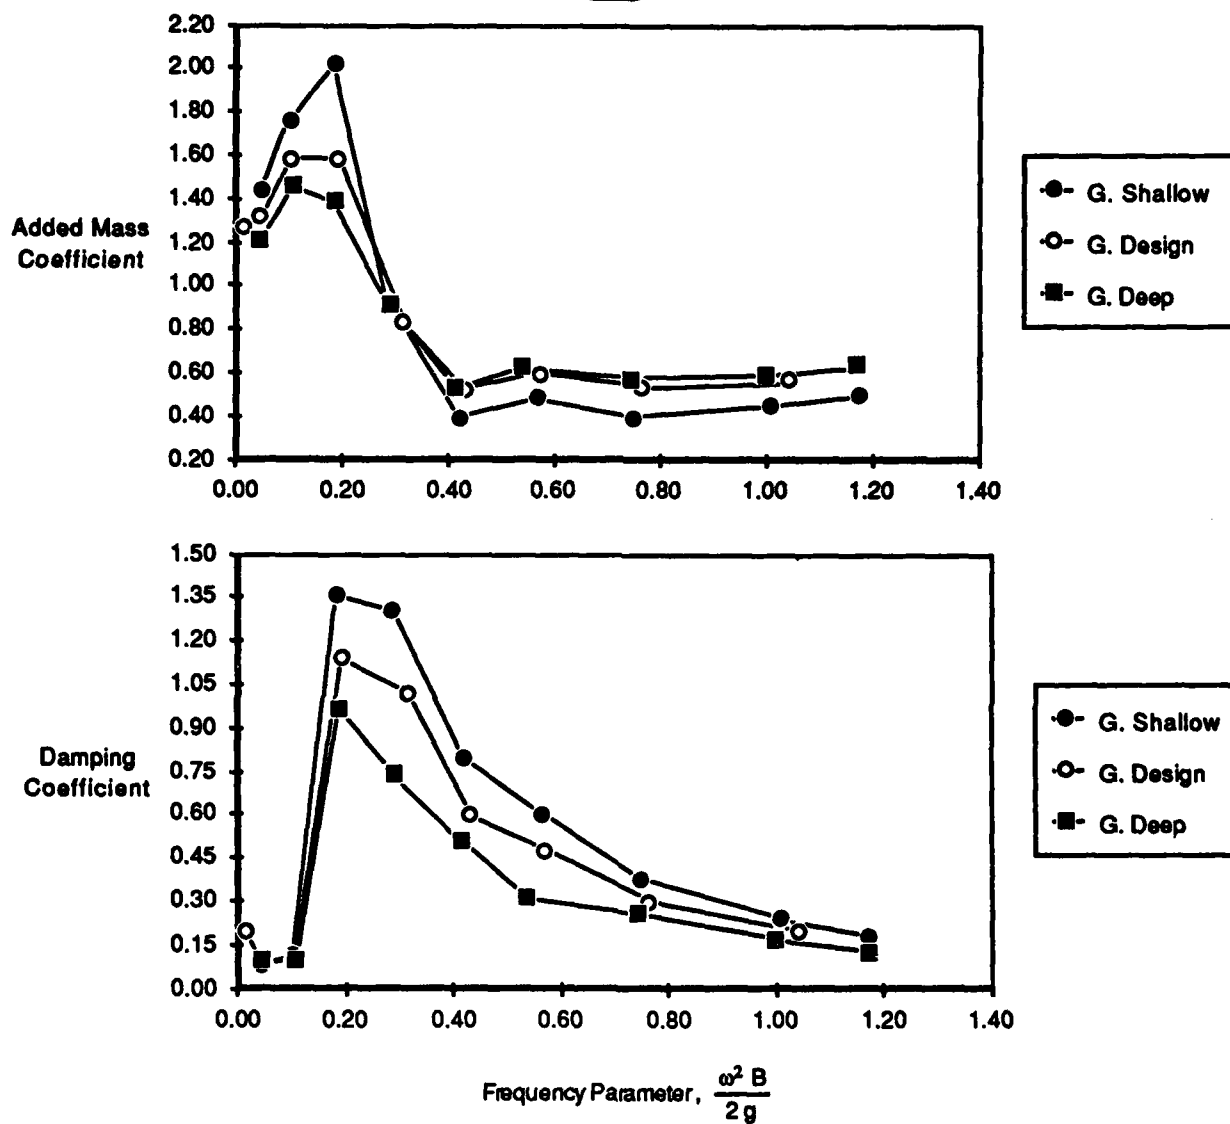 2.20
2.00
1.80
1.60
1.40
1.20
1.00
0.80
0.60
0.40
0.20
Added Mass
Coefficient
0.00 0.20 0.40 0.60 0.80 1.00 1.20 1.40
G. Shallow
G. Design
G. Deep
1.50
1.35
1.20
1.05
0.90
0.75
0.60
0.45
0.30
0.15
0.00
Damping
Coefficient
0.00 0.20 0.40 0.60 0.80 1.00 1.20 1.40
G. Shallow
G. Design
G. Deep
Frequency Parameter, ω² B
2 g